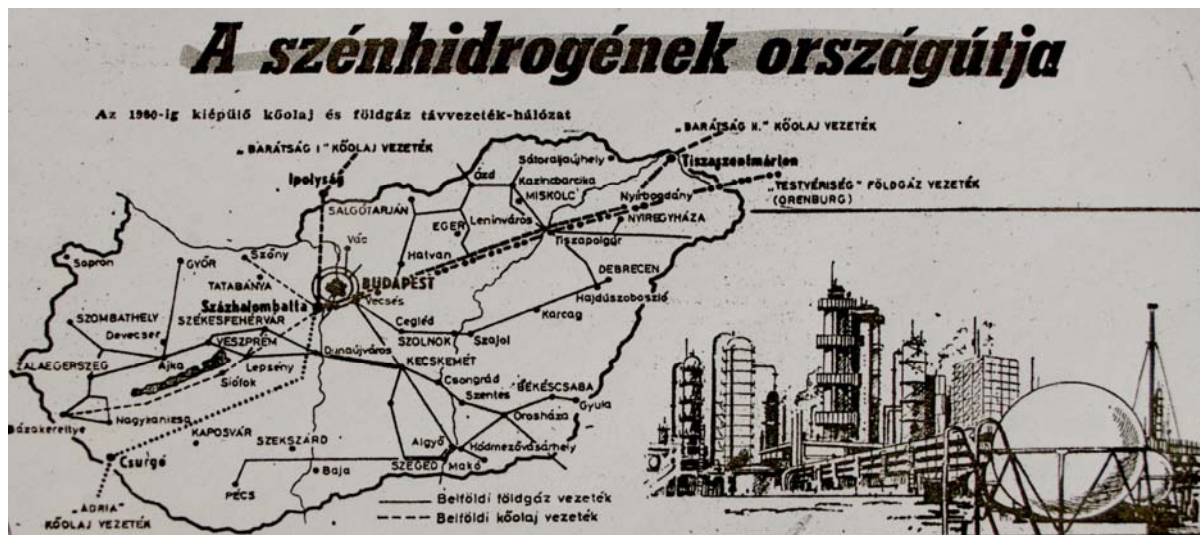 A szénhidrogének országútja
Az 1980-ig kiépülő kőolaj és földgáz távvezeték-hálózat
„BARÁTSÁG I" KŐOLAJ VEZETÉK
„BARÁTSÁG II." KŐOLAJ VEZETÉK
Ipolyság
Ózd
Sátoraljaújhely
Tiszaszentmárton
Kazincbarcika
MISKOLC
„TESTVÉRISÉG" FÖLDGÁZ VEZETÉK
(ORENBURG)
SALGÓTARJÁN
Leninváros
Nyírbogdány
NYIREGYHÁZA
EGER
Tiszapolgár
Vác
Hatvan
Sopron
GYŐR
Szőny
TATABÁNYA
BUDAPEST
Vecsés
DEBRECEN
Hajdúszoboszló
Százhalombatta
SZOMBATHELY
Devecser
SZÉKESFEHÉRVÁR
VESZPRÉM
Cegléd
SZOLNOK
Szajol
Karcag
ZALAEGERSZEG
Ajka
Lepsény
Dunaújváros
KECSKEMÉT
Siófok
Csongrád
Szentes
BÉKÉSCSABA
Gyula
Orosháza
Nagykanizsa
KAPOSVÁR
SZEKSZÁRD
Algyő
Hódmezővásárhely
Csurgó
Baja
SZEGED
Makó
PÉCS
„ADRIA"
KŐOLAJ VEZETÉK
Belföldi földgáz vezeték
Belföldi kőolaj vezeték